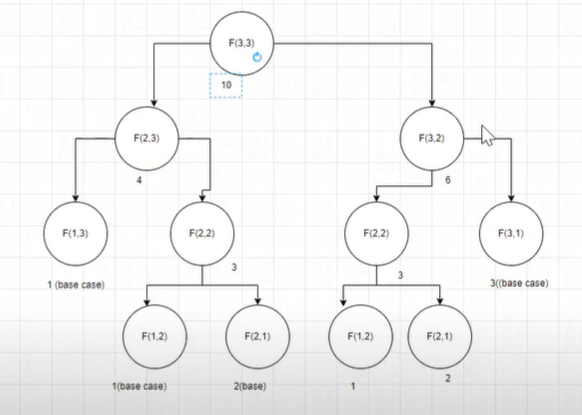 F(3,3)
10
F(2,3)
F(3,2)
4
6
F(1,3)
F(2,2)
F(2,2)
F(3,1)
3
3
1 (base case)
3((base case)
F(1,2)
F(2,1)
F(1,2)
F(2,1)
1(base case)
2(base)
1
2